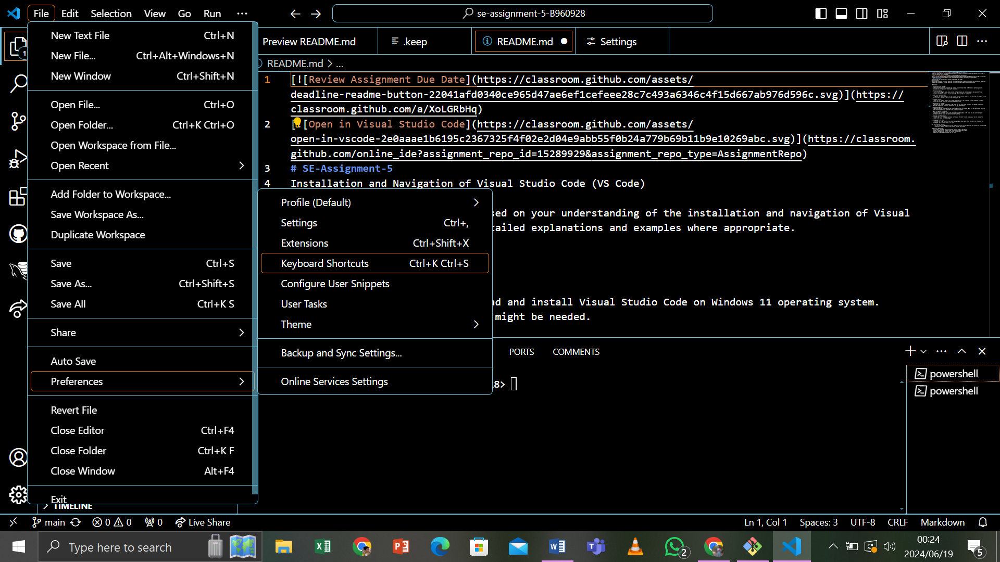 File Edit Selection View Go Run ...
se-assignment-5-B960928
New Text File Ctrl+N
New File... Ctrl+Alt+Windows+N
New Window Ctrl+Shift+N
Open File... Ctrl+O
Open Folder... Ctrl+K Ctrl+O
Open Workspace from File...
Open Recent
Add Folder to Workspace...
Save Workspace As...
Duplicate Workspace
Save Ctrl+S
Save As... Ctrl+Shift+S
Save All Ctrl+K S
Share
Auto Save
Preferences
Revert File
Close Editor Ctrl+F4
Close Folder Ctrl+K F
Close Window Alt+F4
Exit
TIMELINE
1
Preview README.md .keep README.md Settings
README.md > ...
1 [![Review Assignment Due Date](https://classroom.github.com/assets/
deadline-readme-button-22041afd0340ce965d47ae6ef1cefeee28c7c493a6346c4f15d667ab976d596c.svg)](https://
classroom.github.com/a/XoLGRbHq)
2 [Open in Visual Studio Code](https://classroom.github.com/assets/
open-in-vscode-2e0aaae1b6195c2367325f4f02e2d04e9abb55f0b24a779b69b11b9e10269abc.svg)](https://classroom.
github.com/online_ide?assignment_repo_id=15289929&assignment_repo_type=AssignmentRepo)
3 # SE-Assignment-5
4 Installation and Navigation of Visual Studio Code (VS Code)
sed on your understanding of the installation and navigation of Visual
tailed explanations and examples where appropriate.
ad and install Visual Studio Code on Windows 11 operating system.
might be needed.
Profile (Default)
Settings Ctrl+,
Extensions Ctrl+Shift+X
Keyboard Shortcuts Ctrl+K Ctrl+S
Configure User Snippets
User Tasks
Theme
Backup and Sync Settings...
Online Services Settings
PORTS COMMENTS
28>
powershell
powershell
main 0 0 0 Live Share
Ln 1, Col 1 Spaces: 3 UTF-8 CRLF Markdown
Type here to search
2
00:24
2024/06/19
5